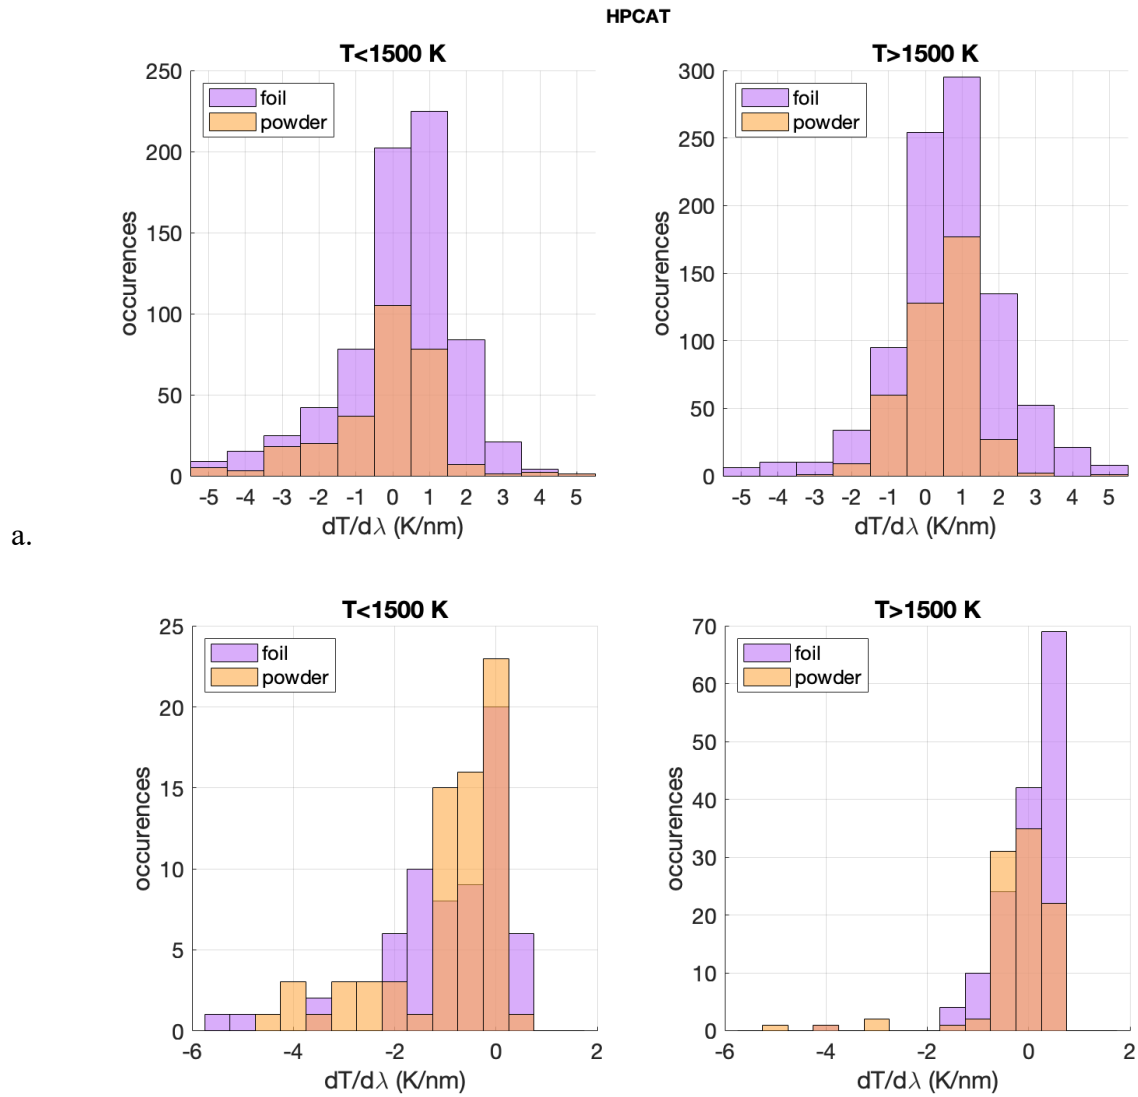 HPCAT
T<1500 K
250
200
150
100
50
0
occurences
foil
powder
-5 -4 -3 -2 -1 0 1 2 3 4 5
dT/dλ (K/nm)
T>1500 K
300
250
200
150
100
50
0
occurences
foil
powder
-5 -4 -3 -2 -1 0 1 2 3 4 5
dT/dλ (K/nm)
a.
T<1500 K
25
20
15
10
5
0
occurences
foil
powder
-6 -4 -2 0 2
dT/dλ (K/nm)
T>1500 K
70
60
50
40
30
20
10
0
occurences
foil
powder
-6 -4 -2 0 2
dT/dλ (K/nm)